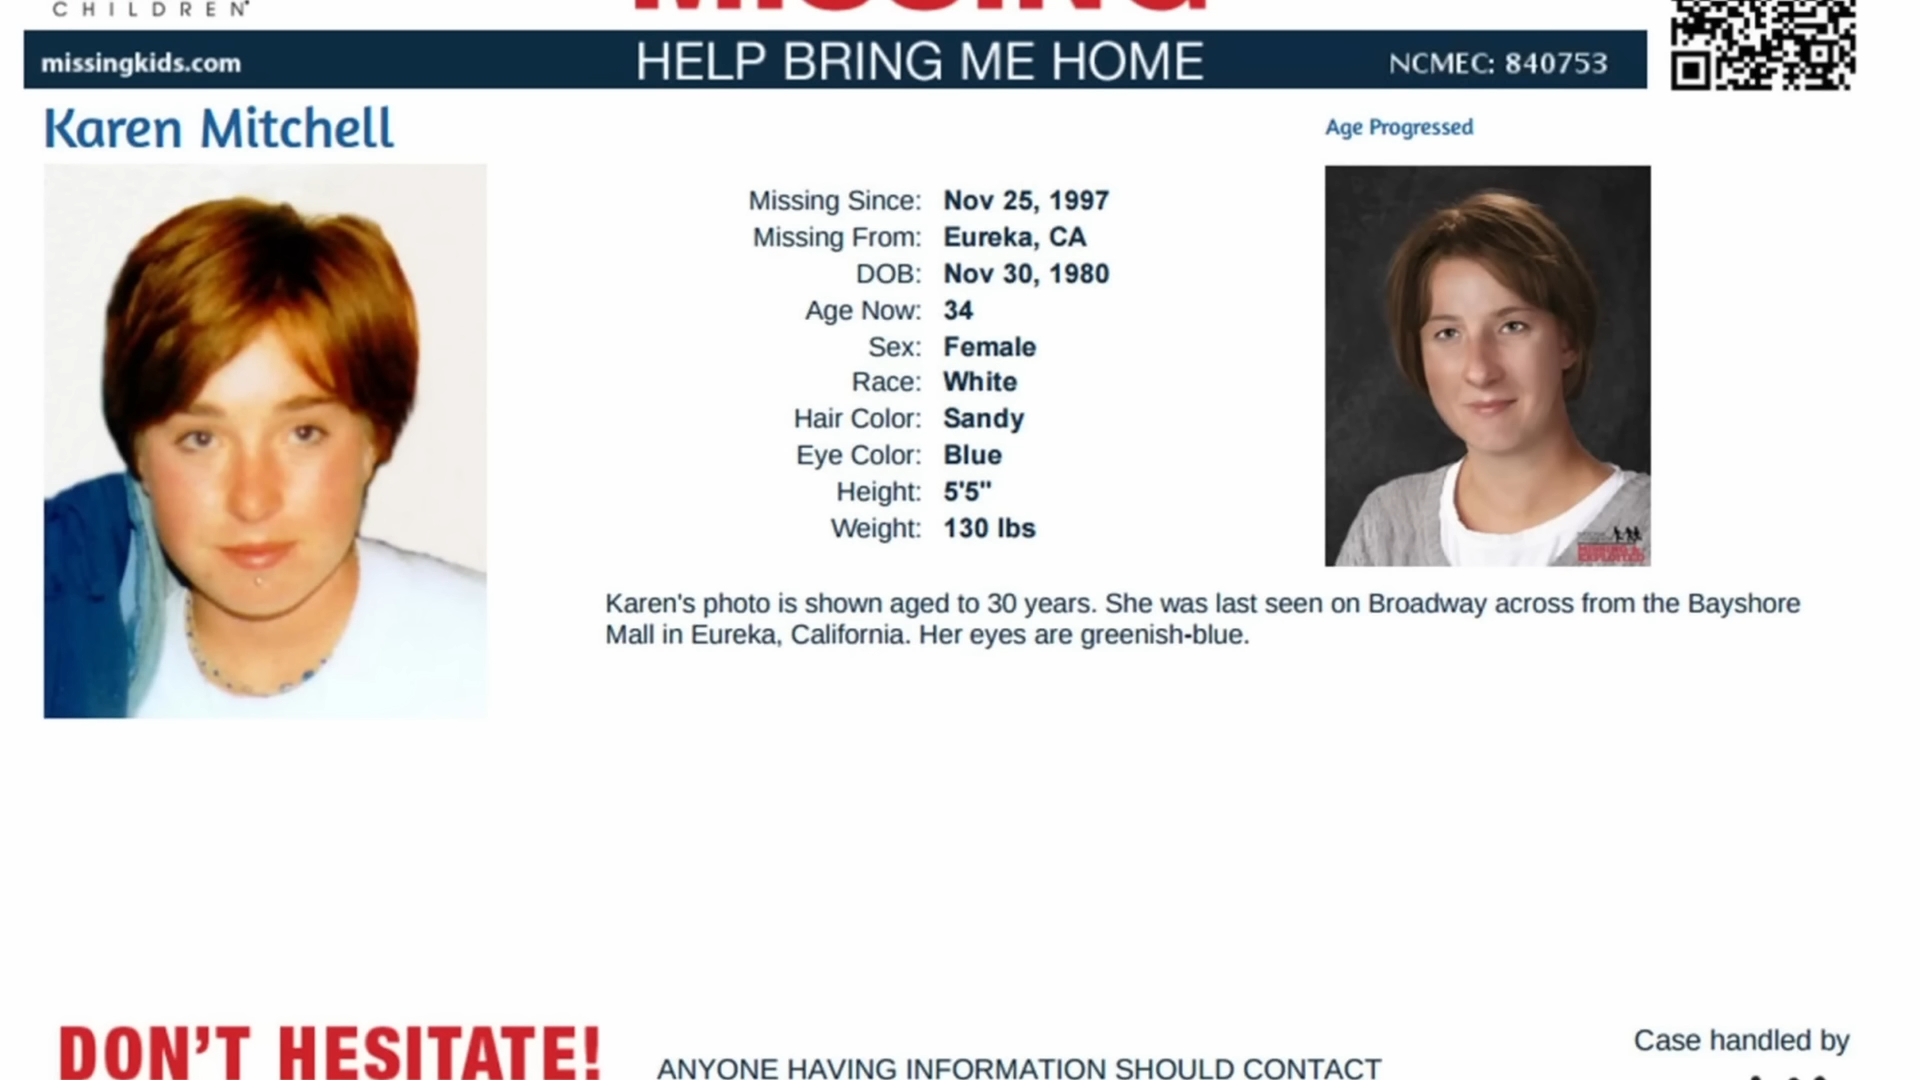 CHILDREN
MISSING
missingkids.com
HELP BRING ME HOME
NCMEC: 840753
Karen Mitchell
Age Progressed
Missing Since: Nov 25, 1997
Missing From: Eureka, CA
DOB: Nov 30, 1980
Age Now: 34
Sex: Female
Race: White
Hair Color: Sandy
Eye Color: Blue
Height: 5'5"
Weight: 130 lbs
Karen's photo is shown aged to 30 years. She was last seen on Broadway across from the Bayshore
Mall in Eureka, California. Her eyes are greenish-blue.
DON'T HESITATE!
ANYONE HAVING INFORMATION SHOULD CONTACT
Case handled by